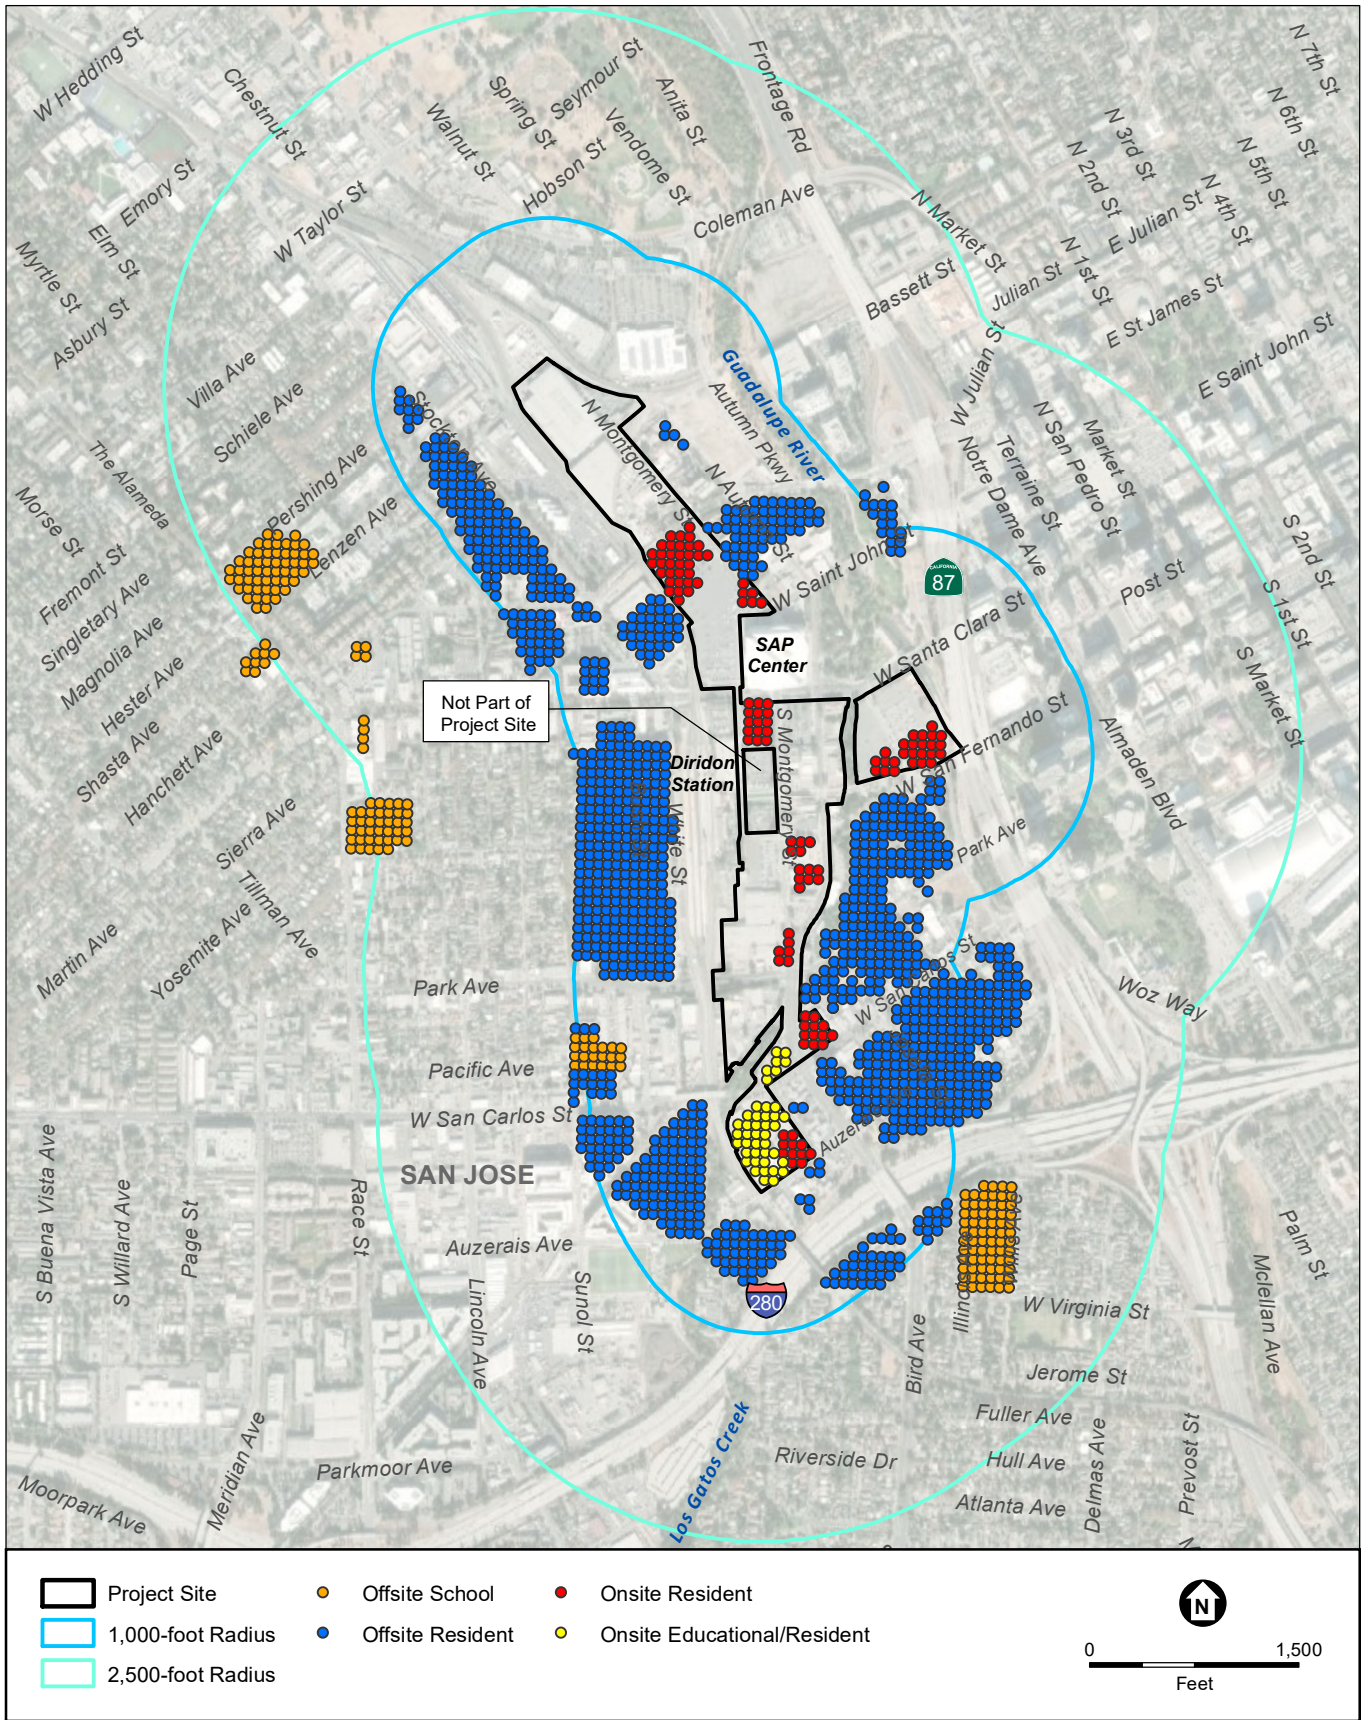 W Hedding St
Chestnut St
Spring St
Seymour St
Anita St
Frontage Rd
N 7th St
N 6th St
N 5th St
N 3rd St
N 2nd St
N 4th St
Walnut St
Hobson St
Vendome St
Emory St
W Taylor St
Coleman Ave
N Market St
E Julian St
N 1st St
Elm St
Myrtle St
Asbury St
Bassett St
Julian St
E St James St
E Saint John St
Villa Ave
Schiele Ave
Stockton Ave
Guadalupe River
Autumn Pkwy
W Julian St
N San Pedro St
Market St
Terraine St
Notre Dame Ave
The Alameda
Pershing Ave
Lenzen Ave
N Montgomery St
Morse St
Fremont St
Singletary Ave
Magnolia Ave
Hester Ave
Shasta Ave
Hanchett Ave
W Saint John St
CALIFORNIA
87
Post St
S 2nd St
S 1st St
S Market St
SAP
Center
W Santa Clara St
Not Part of
Project Site
Diridon
Station
S Montgomery St
W San Fernando St
Almaden Blvd
White St
Park Ave
Sierra Ave
Tillman Ave
Yosemite Ave
Martin Ave
Park Ave
W San Carlos St
Woz Way
Pacific Ave
W San Carlos St
SAN JOSE
S Buena Vista Ave
S Willard Ave
Page St
Race St
Auzerais Ave
Lincoln Ave
Sunol St
280
Illinois Ave
W Virginia St
Palm St
Mclellan Ave
Bird Ave
Jerome St
Fuller Ave
Hull Ave
Atlanta Ave
Delmas Ave
Prevost St
Riverside Dr
Los Gatos Creek
Parkmoor Ave
Meridian Ave
Moorpark Ave
Project Site
1,000-foot Radius
2,500-foot Radius
Offsite School
Offsite Resident
Onsite Resident
Onsite Educational/Resident
N
0 1,500
Feet